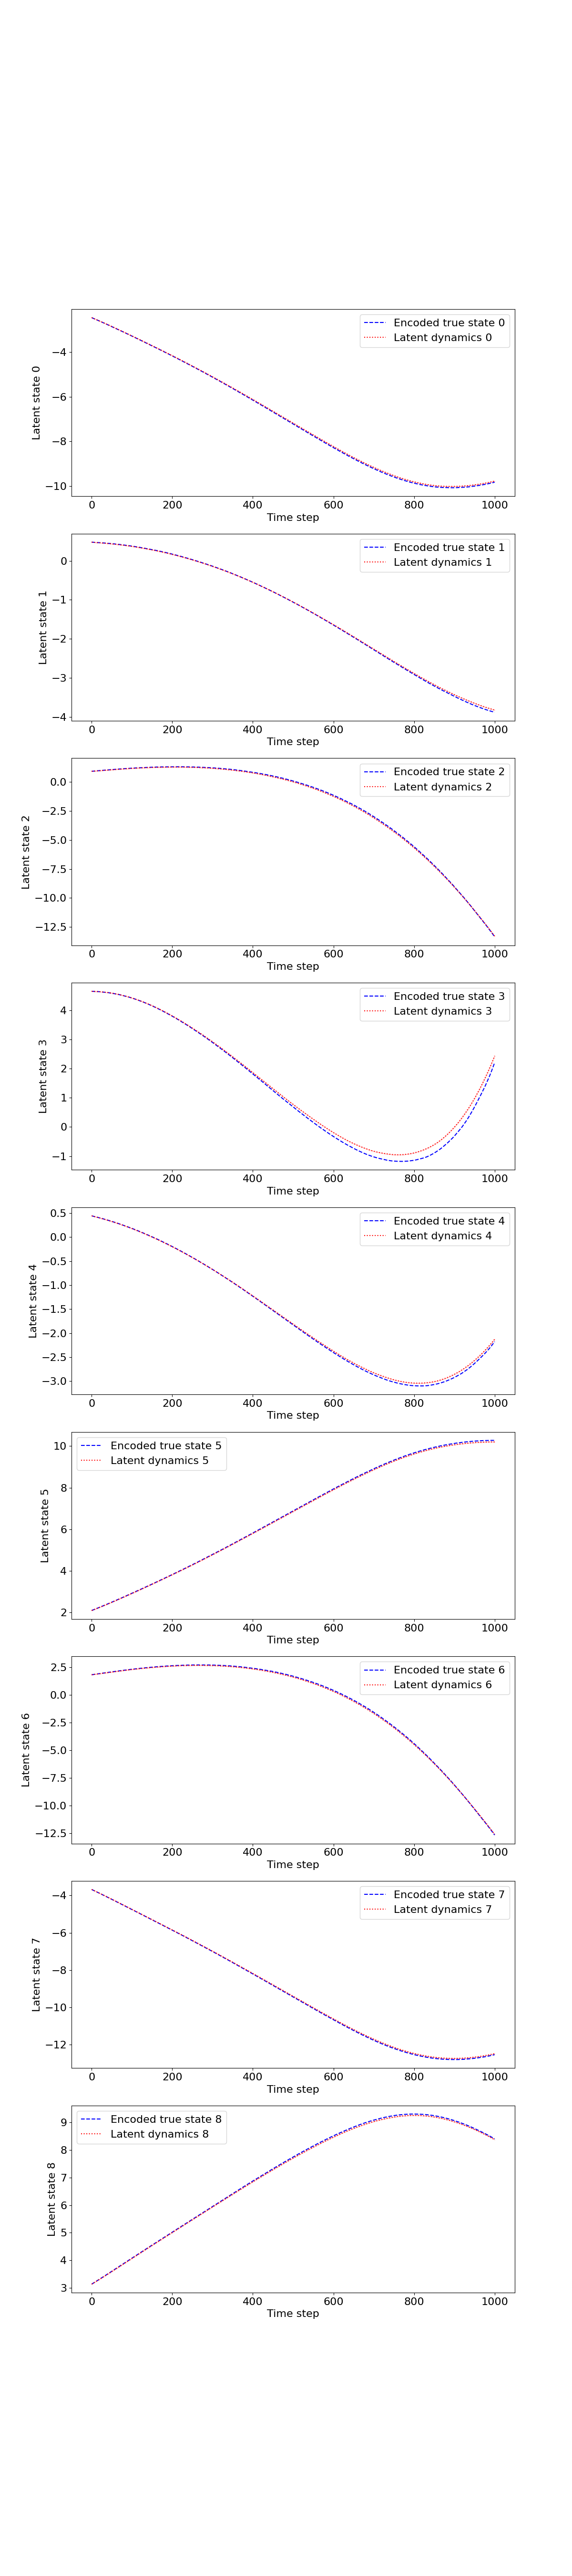 Encoded true state 0
Latent dynamics 0
−4
−6
−8
−10
Latent state 0
0 200 400 600 800 1000
Time step
Encoded true state 1
Latent dynamics 1
0
−1
−2
−3
−4
Latent state 1
0 200 400 600 800 1000
Time step
Encoded true state 2
Latent dynamics 2
0.0
−2.5
−5.0
−7.5
−10.0
−12.5
Latent state 2
0 200 400 600 800 1000
Time step
Encoded true state 3
Latent dynamics 3
4
3
2
1
0
−1
Latent state 3
0 200 400 600 800 1000
Time step
Encoded true state 4
Latent dynamics 4
0.5
0.0
−0.5
−1.0
−1.5
−2.0
−2.5
−3.0
Latent state 4
0 200 400 600 800 1000
Time step
Encoded true state 5
Latent dynamics 5
10
8
6
4
2
Latent state 5
0 200 400 600 800 1000
Time step
Encoded true state 6
Latent dynamics 6
2.5
0.0
−2.5
−5.0
−7.5
−10.0
−12.5
Latent state 6
0 200 400 600 800 1000
Time step
Encoded true state 7
Latent dynamics 7
−4
−6
−8
−10
−12
Latent state 7
0 200 400 600 800 1000
Time step
Encoded true state 8
Latent dynamics 8
9
8
7
6
5
4
3
Latent state 8
0 200 400 600 800 1000
Time step